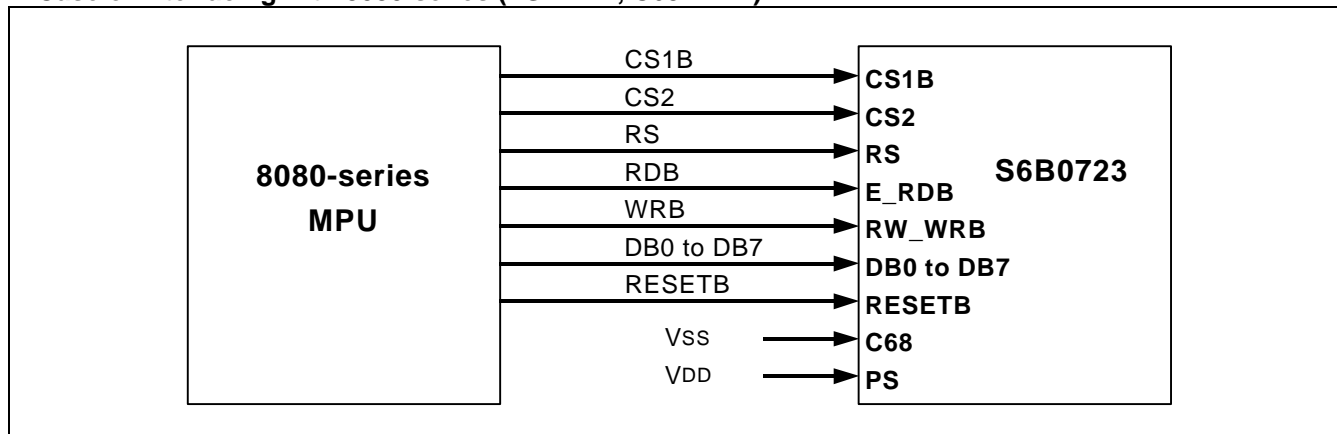 CS1B
CS2
RS
RDB
WRB
DB0 to DB7
RESETB
VSS
VDD
8080-series
MPU
CS1B
CS2
RS
E_RDB
RW_WRB
DB0 to DB7
RESETB
C68
PS
S6B0723